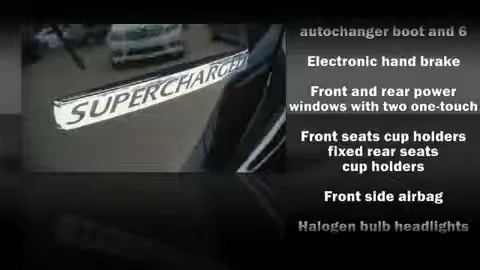 SUPERCHARGED
autochanger boot and 6
Electronic hand brake
Front and rear power
windows with two one-touch
Front seats cup holders
fixed rear seats
cup holders
Front side airbag
Halogen bulb headlights